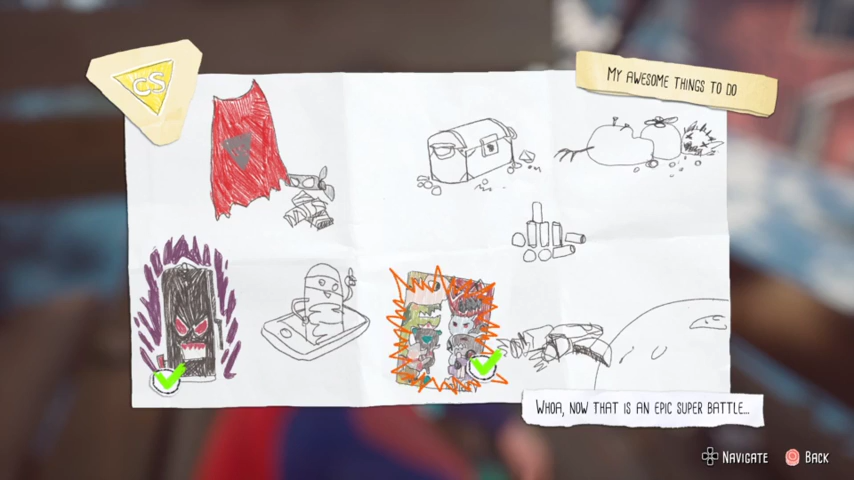 CS
MY AWESOME THINGS TO DO
WHOA, NOW THAT IS AN EPIC SUPER BATTLE...
NAVIGATE
BACK